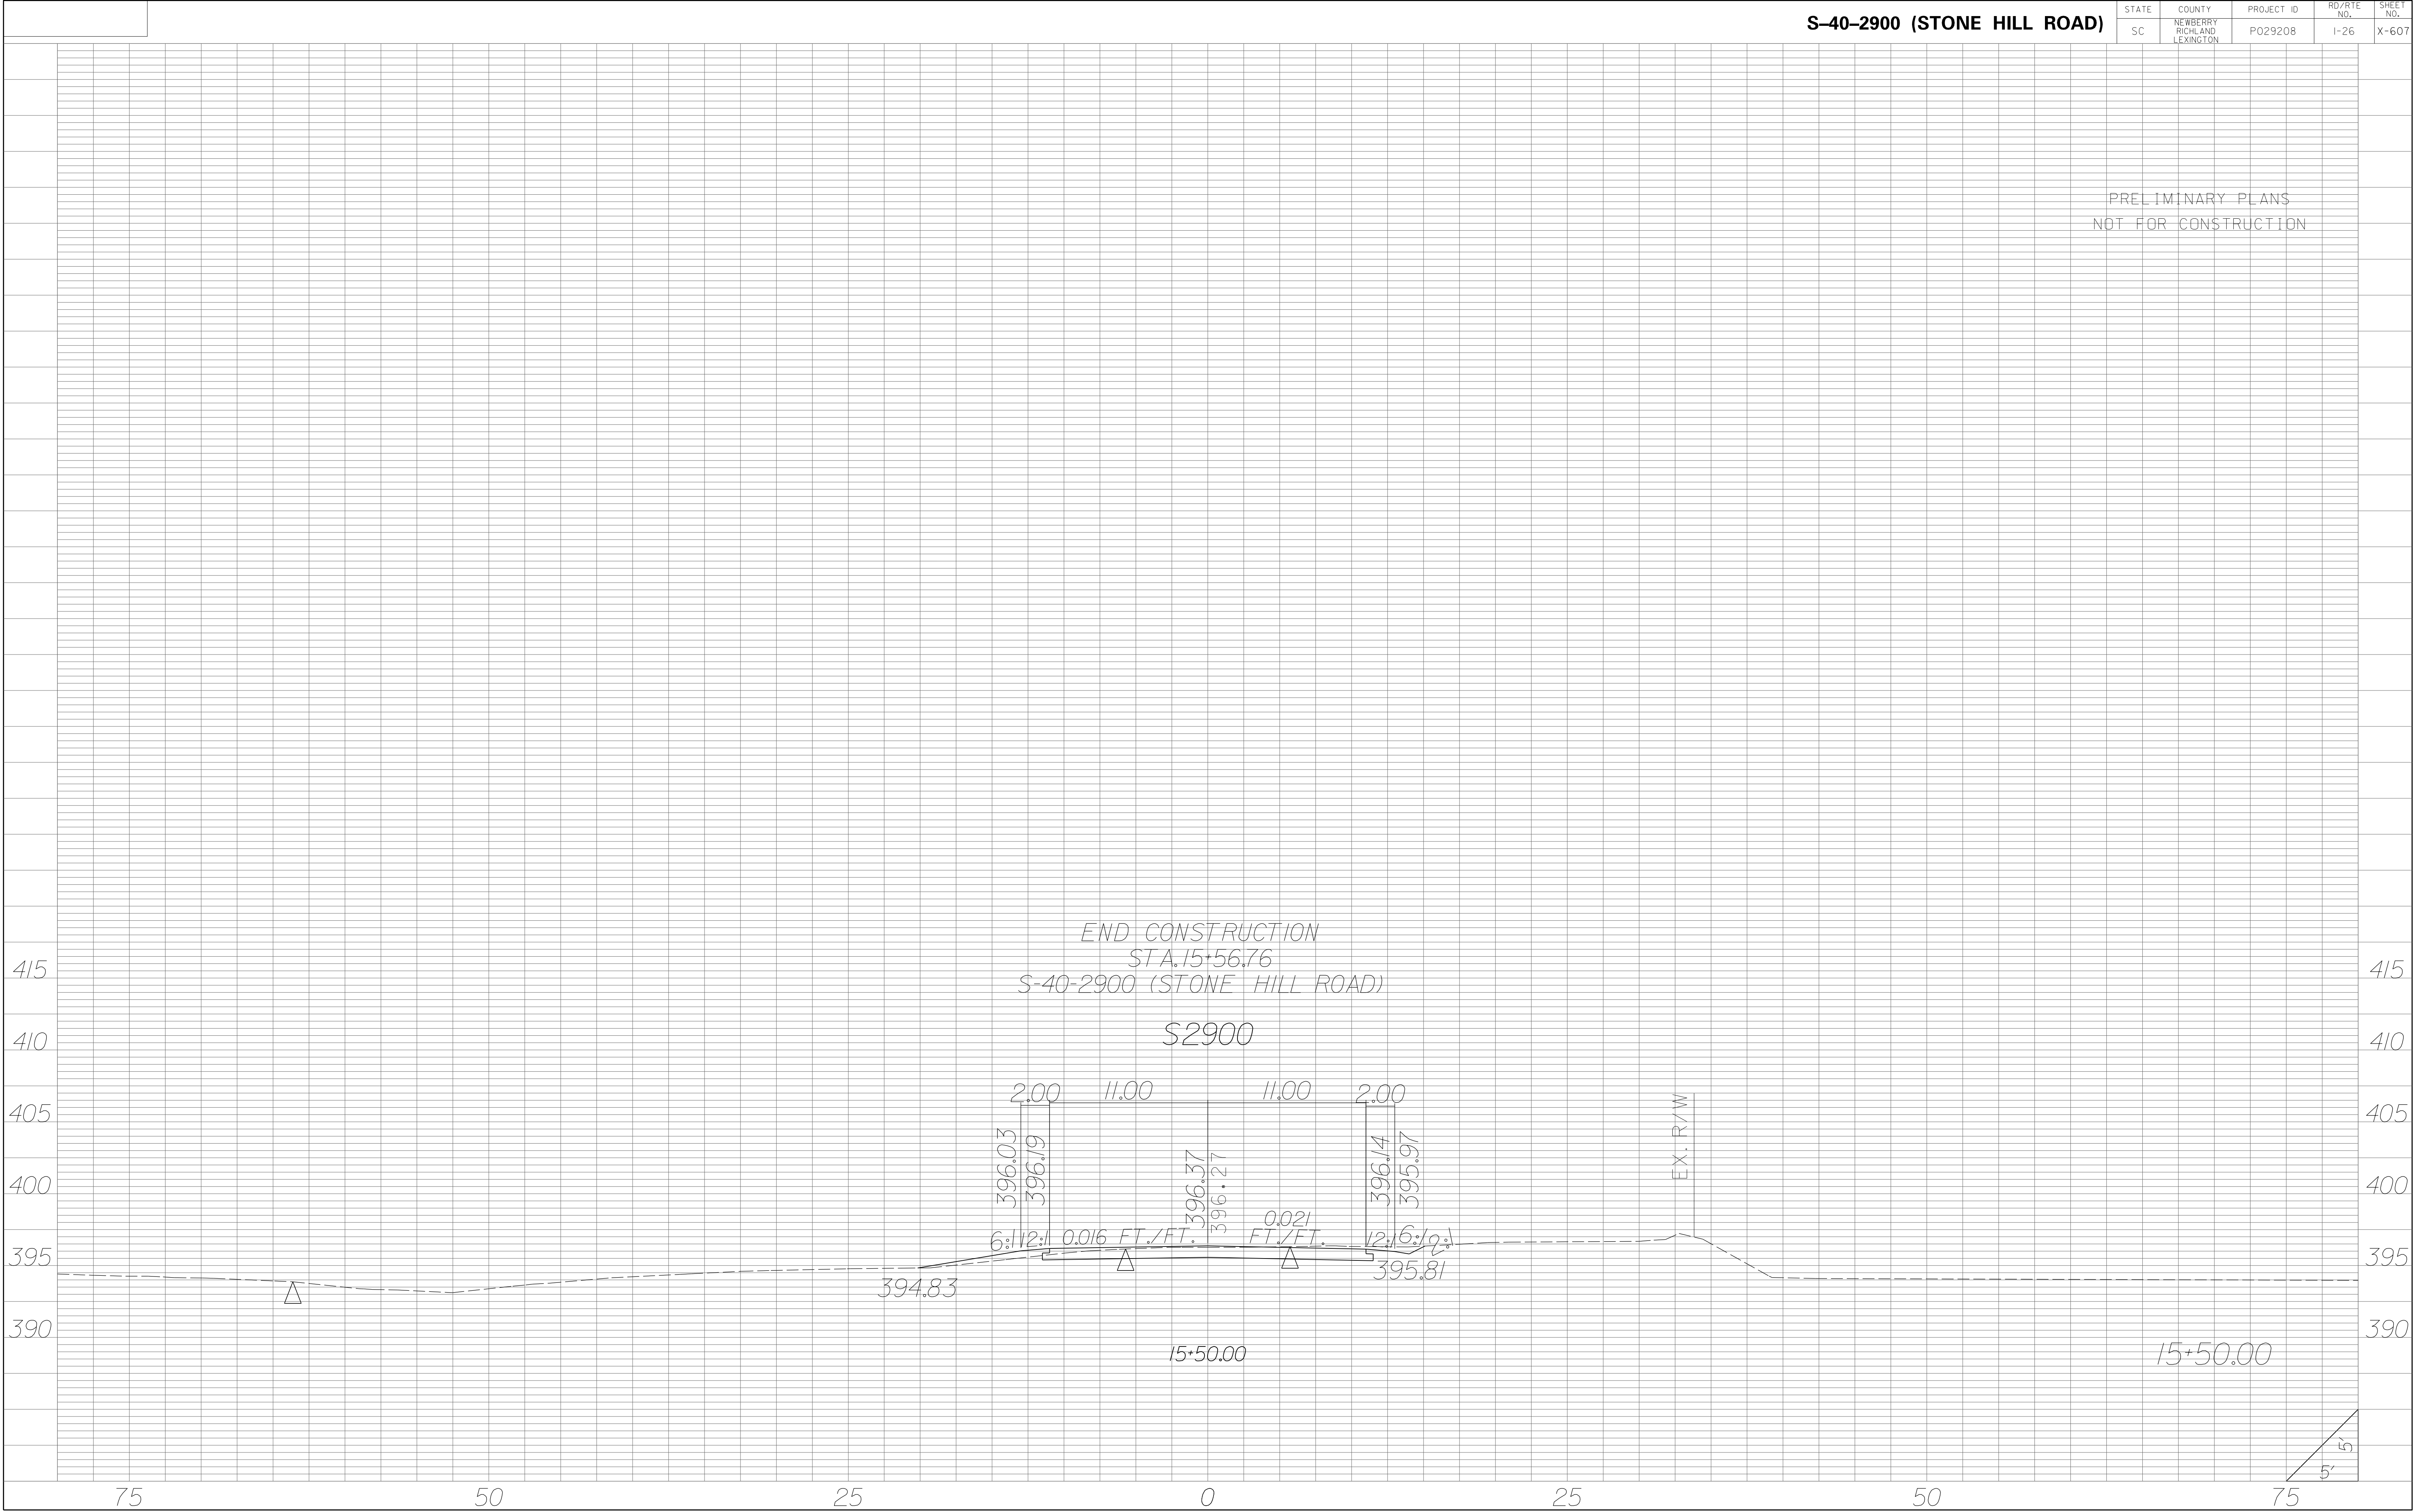 S-40-2900 (STONE HILL ROAD)
STATE COUNTY PROJECT ID RD/RTE NO. SHEET NO.
SC NEWBERRY RICHLAND LEXINGTON P029208 I-26 X-607
PRELIMINARY PLANS
NOT FOR CONSTRUCTION
END CONSTRUCTION
STA.15+56.76
S-40-2900 (STONE HILL ROAD)
415 415
S2900
410 410
2.00 11.00 11.00 2.00
405 405
396.03 396.19 396.37 396.27 396.14 395.97 EX. R/W
400 400
6:1 12:1 0.016 FT./FT. 0.021 FT./FT. 12:1 6:1 2:1
395 395
394.83 395.81
390 390
15+50.00 15+50.00
5'
5'
75 50 25 0 25 50 75